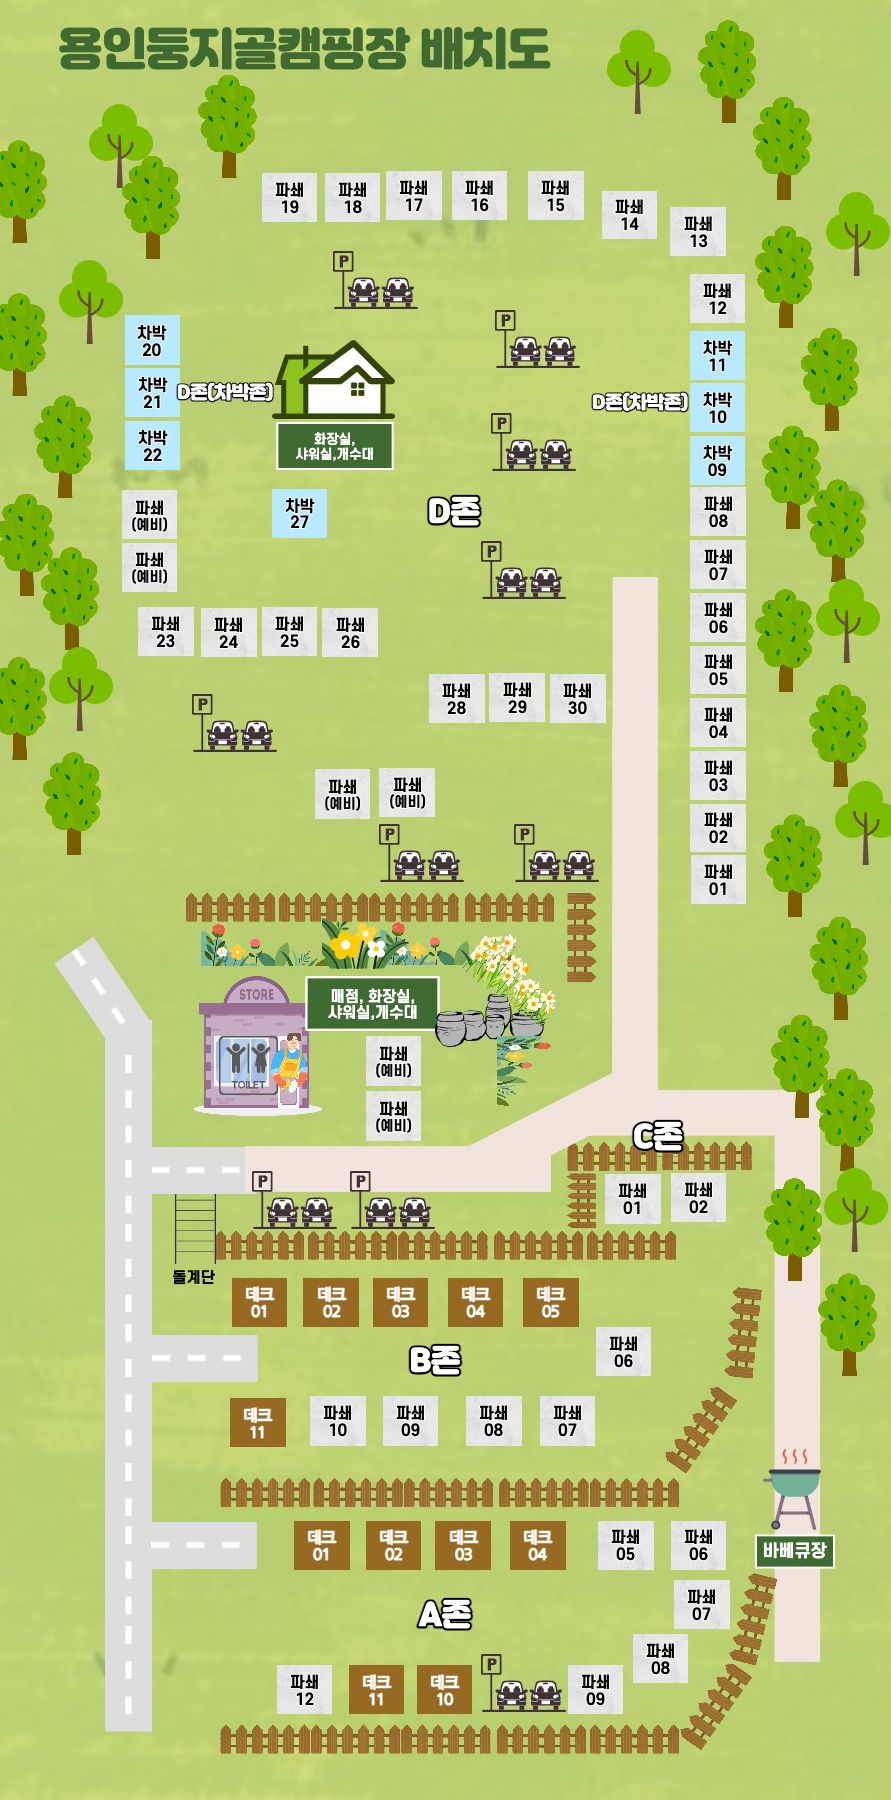 용인둥지골캠핑장 배치도
파쇄
19
파쇄
18
파쇄
17
파쇄
16
파쇄
15
파쇄
14
파쇄
13
P
파쇄
12
P
차박
20
차박
11
차박
21
D존(차박존)
D존(차박존)
차박
10
차박
22
화장실,
샤워실,개수대
P
차박
09
파쇄
(예비)
차박
27
D존
파쇄
08
파쇄
(예비)
P
파쇄
07
파쇄
23
파쇄
24
파쇄
25
파쇄
26
파쇄
06
파쇄
05
파쇄
28
파쇄
29
파쇄
30
P
파쇄
04
파쇄
(예비)
파쇄
(예비)
파쇄
03
P
P
파쇄
02
파쇄
01
STORE
매점, 화장실,
샤워실,개수대
TOILET
파쇄
(예비)
파쇄
(예비)
C존
P
P
파쇄
01
파쇄
02
돌계단
데크
01
데크
02
데크
03
데크
04
데크
05
B존
파쇄
06
데크
11
파쇄
10
파쇄
09
파쇄
08
파쇄
07
데크
01
데크
02
데크
03
데크
04
파쇄
05
파쇄
06
바베큐장
A존
파쇄
07
파쇄
08
파쇄
12
데크
11
데크
10
P
파쇄
09